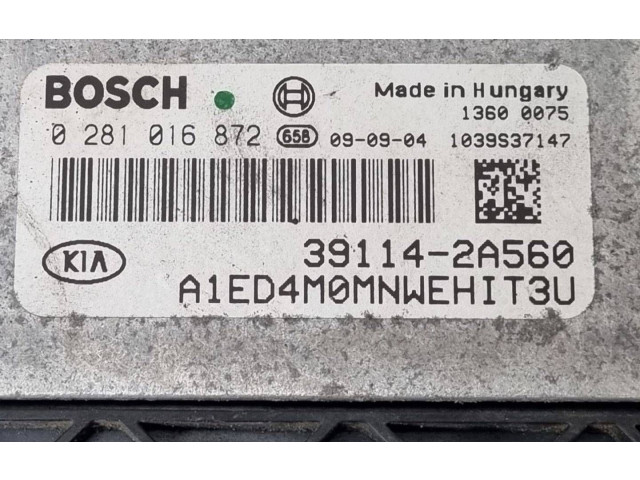 BOSCH Made in Hungary
1360 0075
0 281 016 872 658 09-09-04 1039S37147
KIA 39114-2A560
A1ED4M0MNWEHIT3U